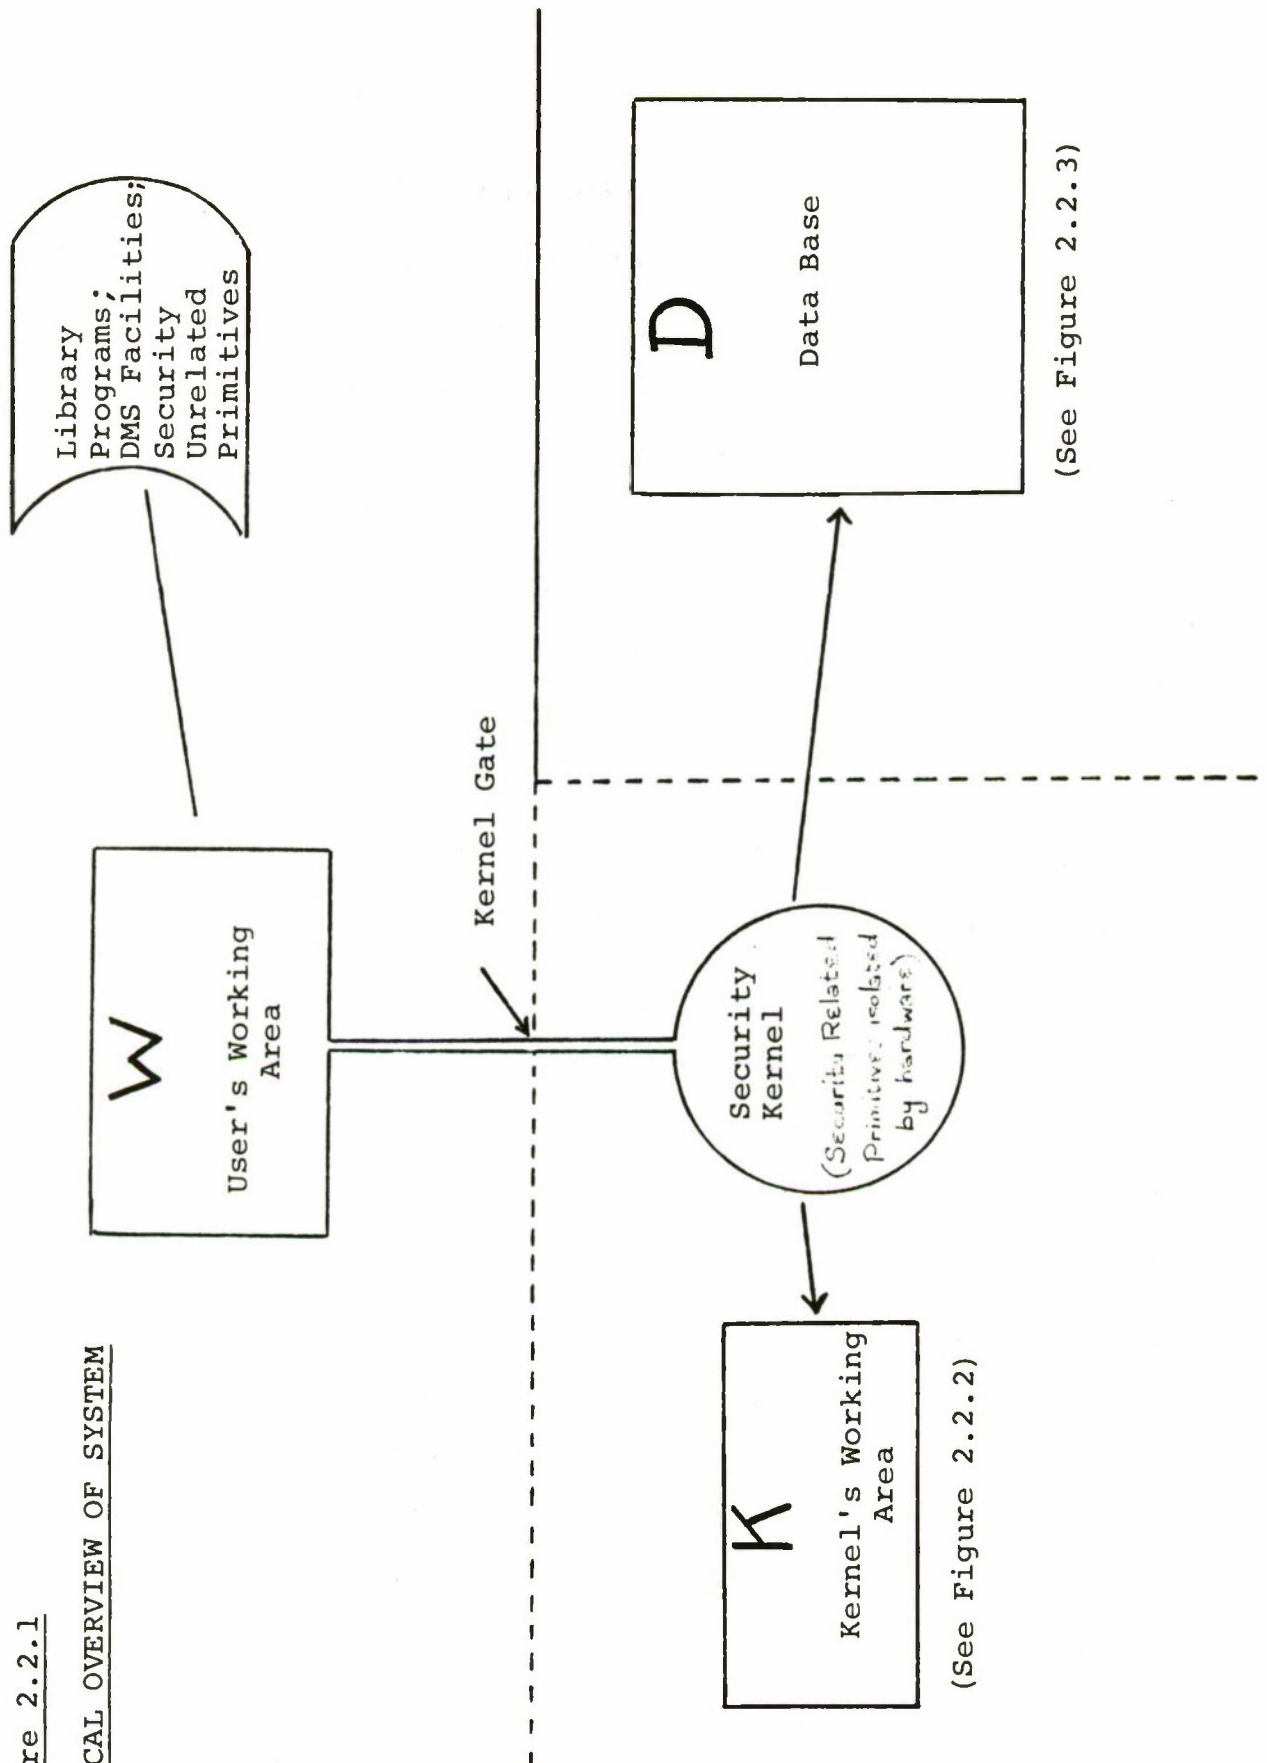 re 2.2.1
CAL OVERVIEW OF SYSTEM
W
User's Working
Area
Library
Programs;
DMS Facilities;
Security
Unrelated
Primitives
Kernel Gate
K
Kernel's Working
Area
(See Figure 2.2.2)
Security
Kernel
(Security Related
Primitives isolated
by hardware)
D
Data Base
(See Figure 2.2.3)